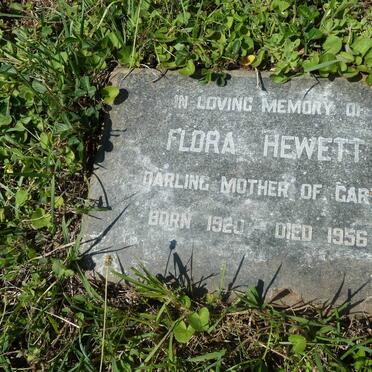 IN LOVING MEMORY OF
FLORA HEWETT
DARLING MOTHER OF
BORN 1920 DIED 1956